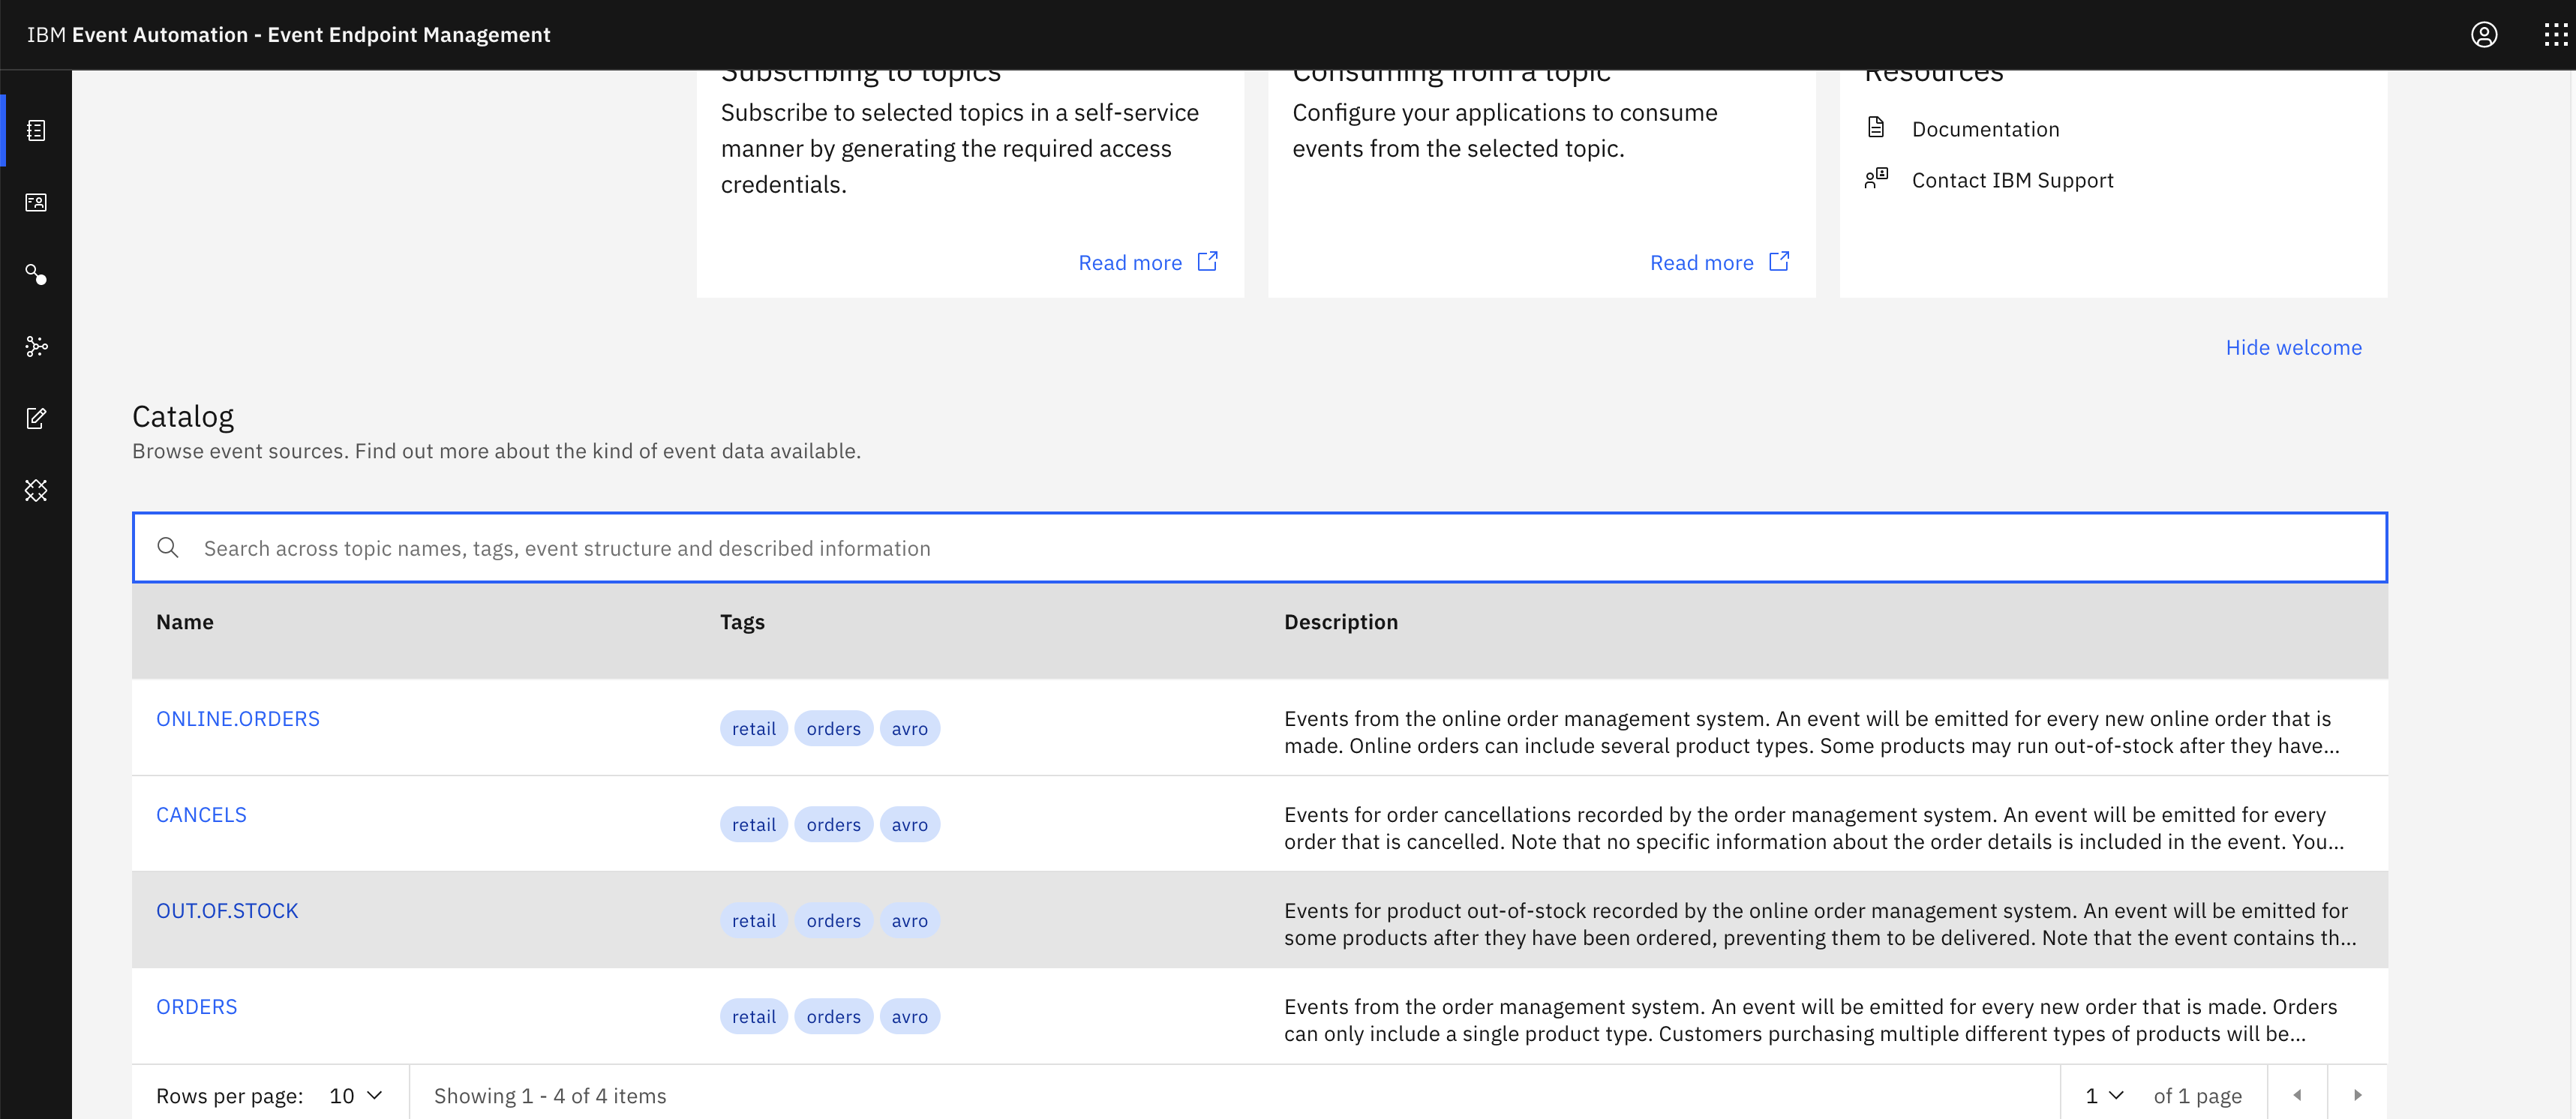 IBM Event Automation - Event Endpoint Management
Subscribing to topics
Subscribe to selected topics in a self-service
manner by generating the required access
credentials.
Read more
Consuming from a topic
Configure your applications to consume
events from the selected topic.
Read more
Resources
Documentation
Contact IBM Support
Hide welcome
Catalog
Browse event sources. Find out more about the kind of event data available.
Search across topic names, tags, event structure and described information
Name Tags Description
ONLINE.ORDERS retail orders avro Events from the online order management system. An event will be emitted for every new online order that is
made. Online orders can include several product types. Some products may run out-of-stock after they have...
CANCELS retail orders avro Events for order cancellations recorded by the order management system. An event will be emitted for every
order that is cancelled. Note that no specific information about the order details is included in the event. You...
OUT.OF.STOCK retail orders avro Events for product out-of-stock recorded by the online order management system. An event will be emitted for
some products after they have been ordered, preventing them to be delivered. Note that the event contains th...
ORDERS retail orders avro Events from the order management system. An event will be emitted for every new order that is made. Orders
can only include a single product type. Customers purchasing multiple different types of products will be...
Rows per page: 10 Showing 1 - 4 of 4 items 1 of 1 page